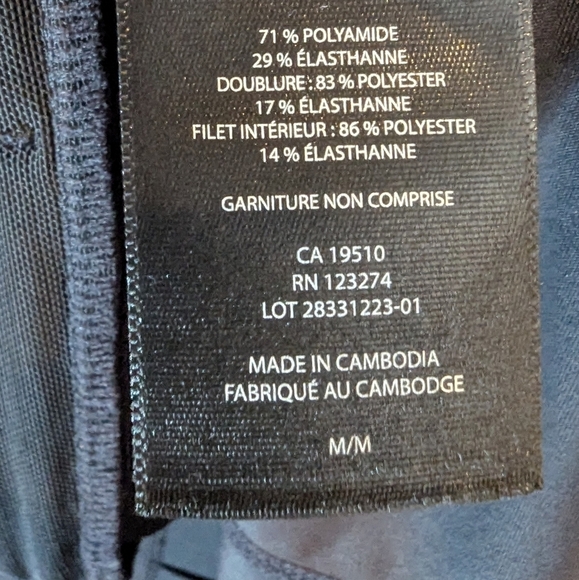 71 % POLYAMIDE
29 % ÉLASTHANNE
DOUBLURE : 83 % POLYESTER
17 % ÉLASTHANNE
FILET INTÉRIEUR : 86 % POLYESTER
14 % ÉLASTHANNE
GARNITURE NON COMPRISE
CA 19510
RN 123274
LOT 28331223-01
MADE IN CAMBODIA
FABRIQUÉ AU CAMBODGE
M/M